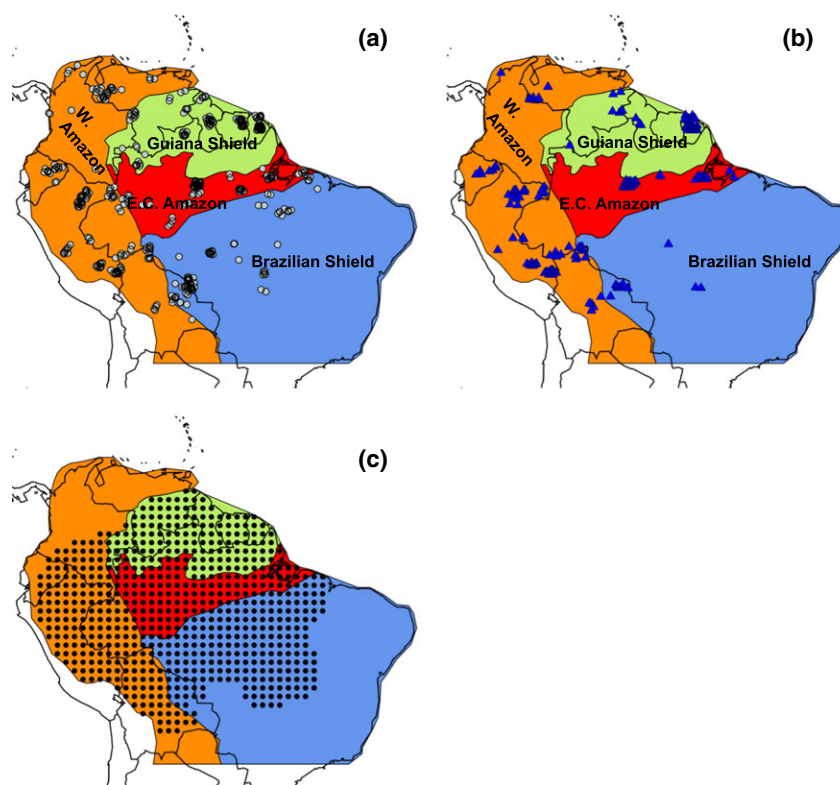 (a)
W.
Amazon
Guiana Shield
E.C. Amazon
Brazilian Shield
(b)
W.
Amazon
Guiana Shield
E.C. Amazon
Brazilian Shield
(c)